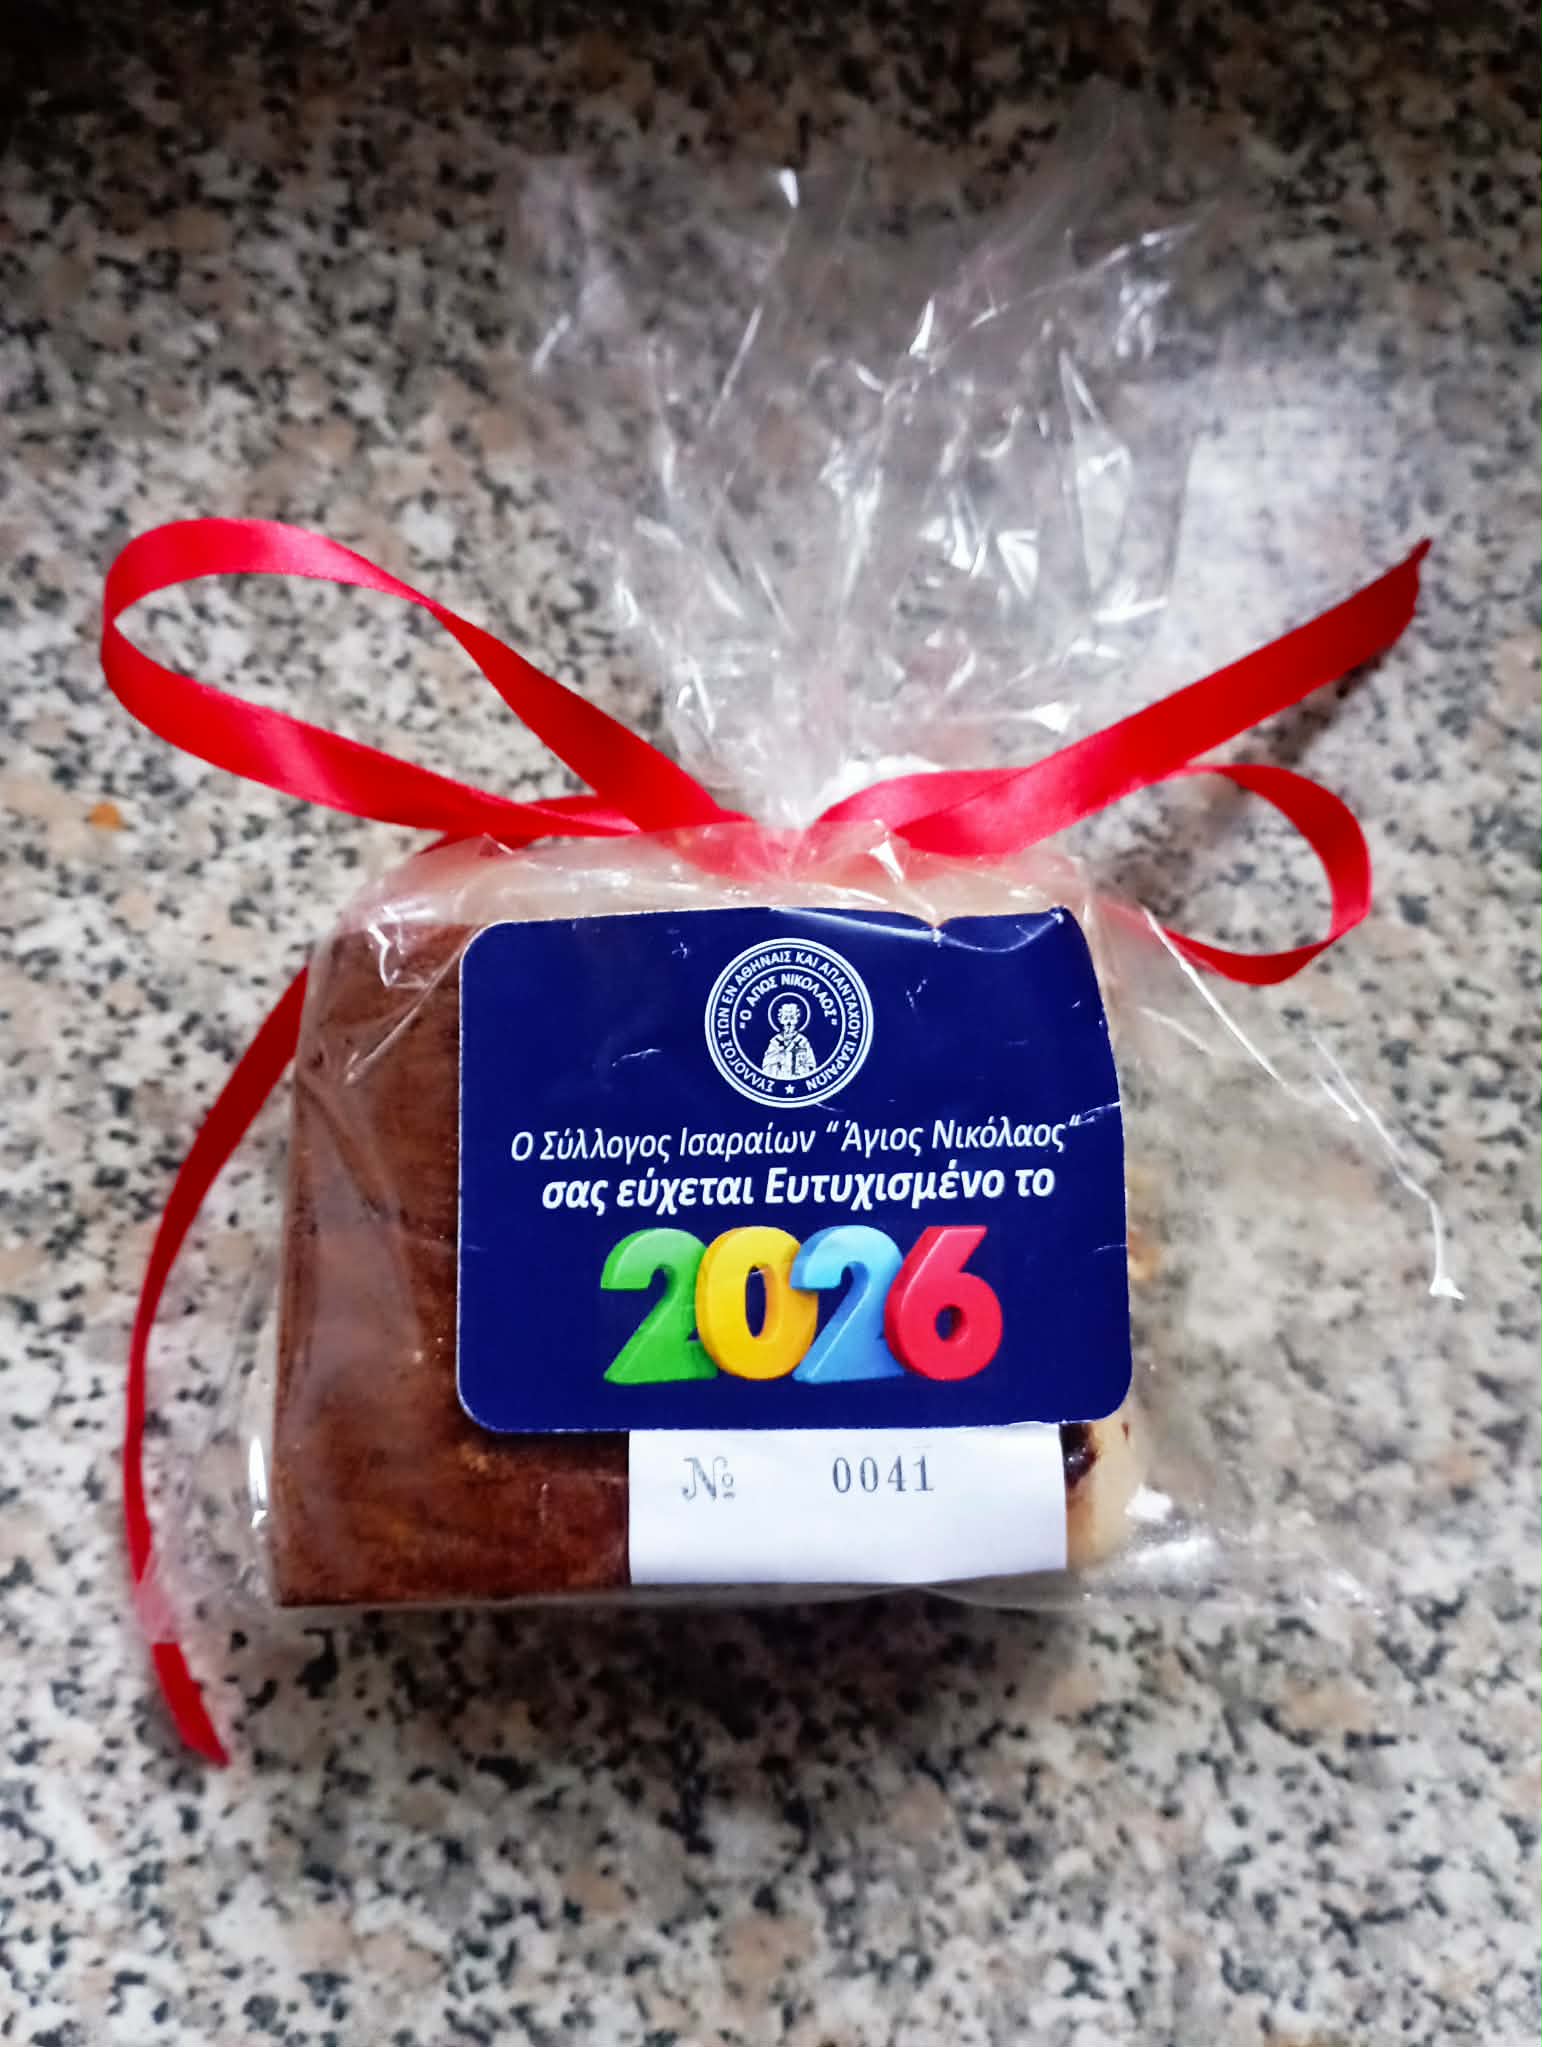 ΣΥΛΛΟΓΟΣ ΤΩΝ ΕΝ ΑΘΗΝΑΙΣ ΚΑΙ ΑΠΑΝΤΑΧΟΥ ΙΣΑΡΑΙΩΝ
"Ο ΑΓΙΟΣ ΝΙΚΟΛΑΟΣ"
Ο Σύλλογος Ισαραίων "Άγιος Νικόλαος"
σας εύχεται Ευτυχισμένο το
2026
№ 0041